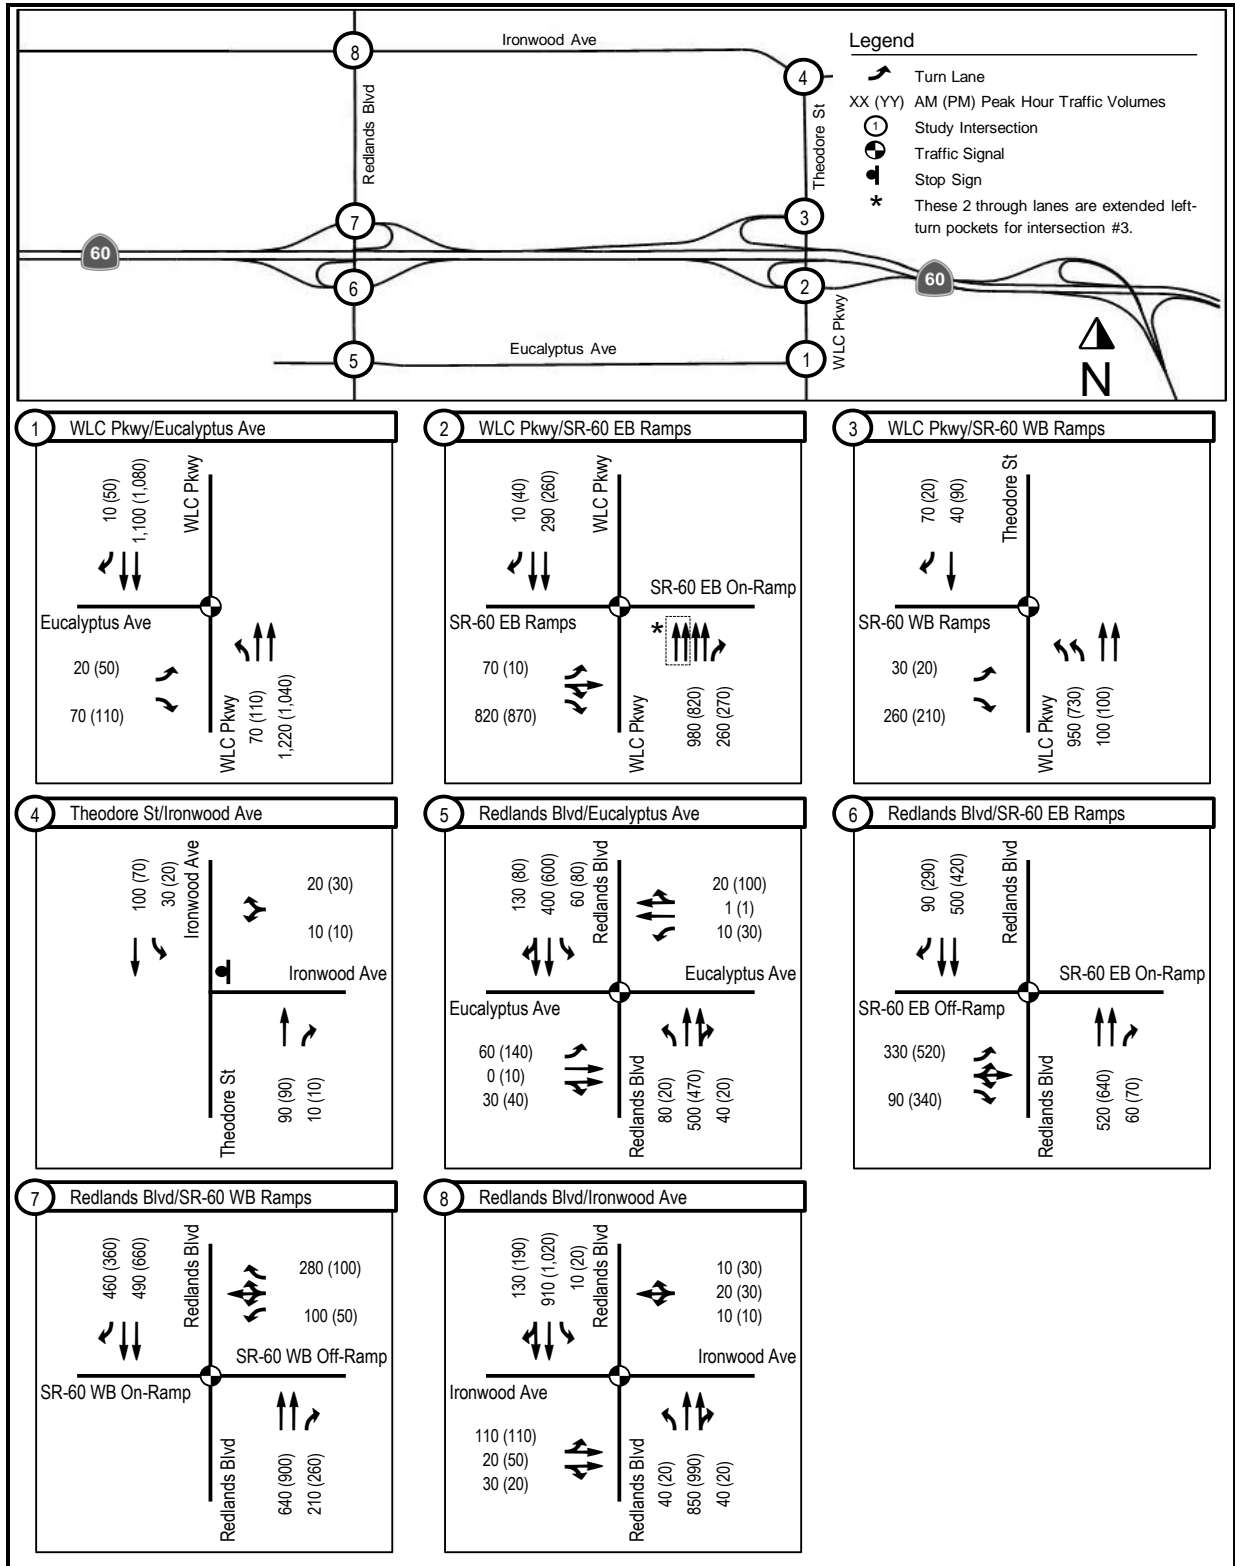 Ironwood Ave
Redlands Blvd
Theodore St
WLC Pkwy
Eucalyptus Ave
60
60
8
4
7
3
6
2
5
1
N
Legend
Turn Lane
XX (YY) AM (PM) Peak Hour Traffic Volumes
1 Study Intersection
Traffic Signal
Stop Sign
* These 2 through lanes are extended left-
turn pockets for intersection #3.
1 WLC Pkwy/Eucalyptus Ave
10 (50)
1,100 (1,080)
WLC Pkwy
Eucalyptus Ave
20 (50)
70 (110)
WLC Pkwy
70 (110)
1,220 (1,040)
2 WLC Pkwy/SR-60 EB Ramps
10 (40)
290 (260)
WLC Pkwy
SR-60 EB On-Ramp
SR-60 EB Ramps
*
70 (10)
820 (870)
WLC Pkwy
980 (820)
260 (270)
3 WLC Pkwy/SR-60 WB Ramps
70 (20)
40 (90)
Theodore St
SR-60 WB Ramps
30 (20)
260 (210)
WLC Pkwy
950 (730)
100 (100)
4 Theodore St/Ironwood Ave
100 (70)
30 (20)
Ironwood Ave
20 (30)
10 (10)
Ironwood Ave
Theodore St
90 (90)
10 (10)
5 Redlands Blvd/Eucalyptus Ave
130 (80)
400 (600)
60 (80)
Redlands Blvd
20 (100)
1 (1)
10 (30)
Eucalyptus Ave
Eucalyptus Ave
60 (140)
0 (10)
30 (40)
Redlands Blvd
80 (20)
500 (470)
40 (20)
6 Redlands Blvd/SR-60 EB Ramps
90 (290)
500 (420)
Redlands Blvd
SR-60 EB On-Ramp
SR-60 EB Off-Ramp
330 (520)
90 (340)
Redlands Blvd
520 (640)
60 (70)
7 Redlands Blvd/SR-60 WB Ramps
460 (360)
490 (660)
Redlands Blvd
280 (100)
100 (50)
SR-60 WB Off-Ramp
SR-60 WB On-Ramp
Redlands Blvd
640 (900)
210 (260)
8 Redlands Blvd/Ironwood Ave
130 (190)
910 (1,020)
10 (20)
Redlands Blvd
10 (30)
20 (30)
10 (10)
Ironwood Ave
Ironwood Ave
110 (110)
20 (50)
30 (20)
Redlands Blvd
40 (20)
850 (990)
40 (20)